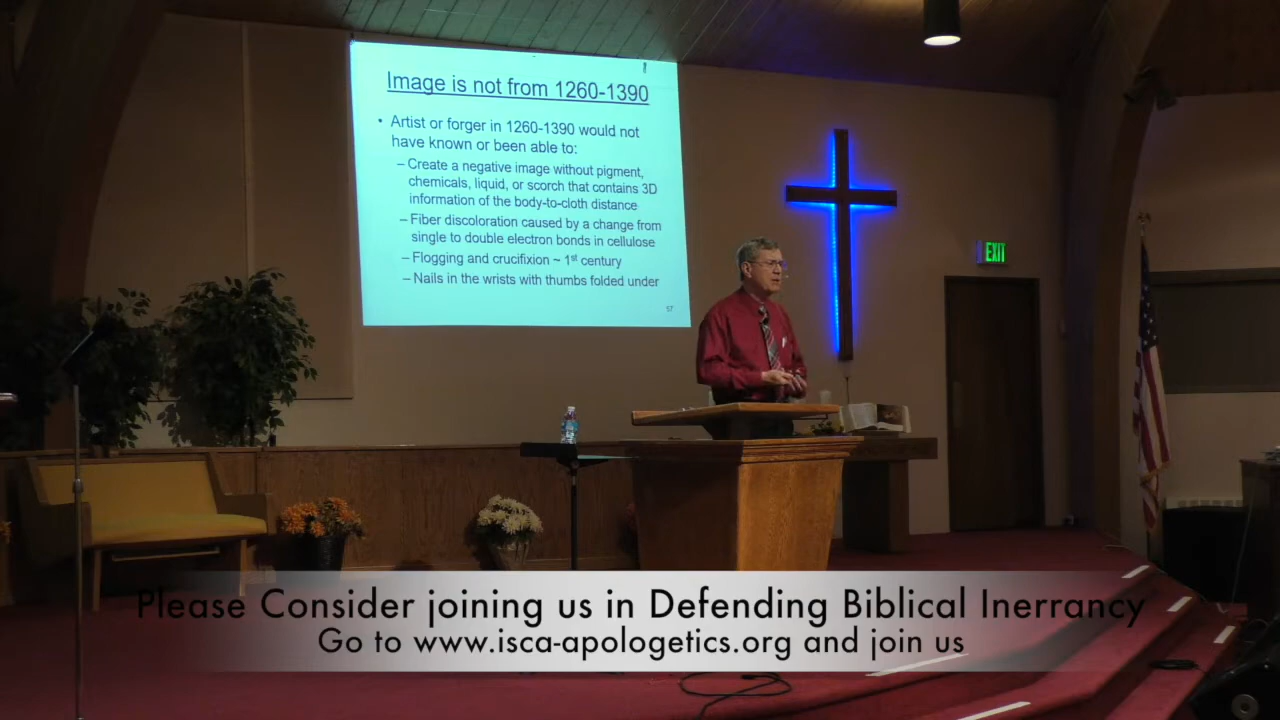 Image is not from 1260-1390
• Artist or forger in 1260-1390 would not
have known or been able to:
– Create a negative image without pigment,
chemicals, liquid, or scorch that contains 3D
information of the body-to-cloth distance
– Fiber discoloration caused by a change from
single to double electron bonds in cellulose
– Flogging and crucifixion ~ 1st century
– Nails in the wrists with thumbs folded under
57
EXIT
Please Consider joining us in Defending Biblical Inerrancy
Go to www.isca-apologetics.org and join us